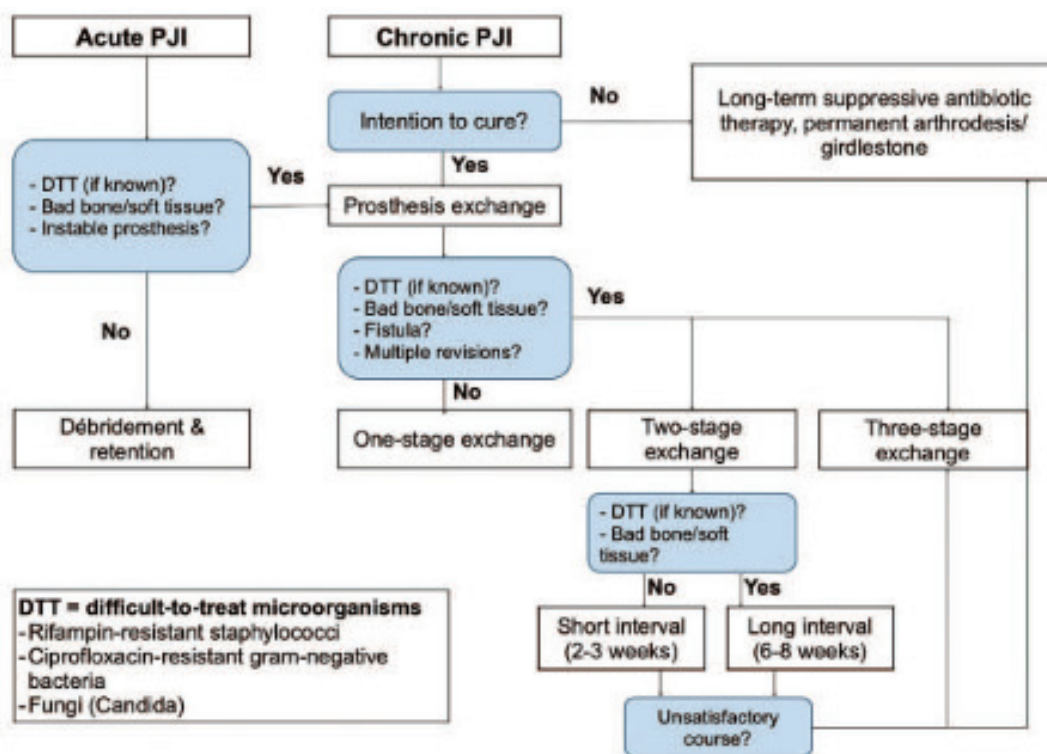 Acute PJI
Chronic PJI
Intention to cure?
No
Long-term suppressive antibiotic
therapy, permanent arthrodesis/
girdlestone
Yes
- DTT (if known)?
- Bad bone/soft tissue?
- Instable prosthesis?
Yes
Prosthesis exchange
- DTT (if known)?
- Bad bone/soft tissue?
- Fistula?
- Multiple revisions?
Yes
No
No
Débridement &
retention
One-stage exchange
Two-stage
exchange
Three-stage
exchange
- DTT (if known)?
- Bad bone/soft
tissue?
No
Yes
Short interval
(2-3 weeks)
Long interval
(6-8 weeks)
Unsatisfactory
course?
DTT = difficult-to-treat microorganisms
-Rifampin-resistant staphylococci
-Ciprofloxacin-resistant gram-negative
bacteria
-Fungi (Candida)